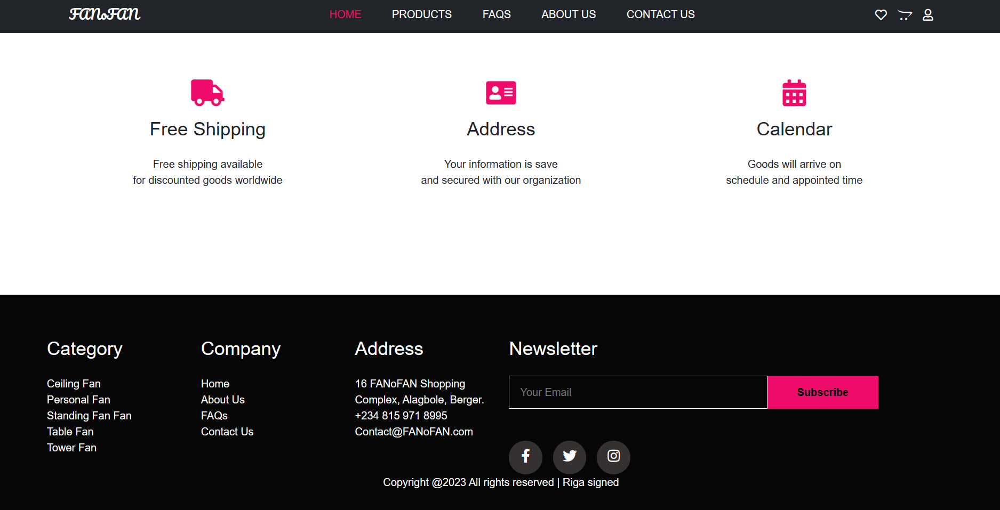 FANoFAN
HOME PRODUCTS FAQS ABOUT US CONTACT US
Free Shipping
Free shipping available
for discounted goods worldwide
Address
Your information is save
and secured with our organization
Calendar
Goods will arrive on
schedule and appointed time
Category
Ceiling Fan
Personal Fan
Standing Fan Fan
Table Fan
Tower Fan
Company
Home
About Us
FAQs
Contact Us
Address
16 FANoFAN Shopping
Complex, Alagbole, Berger.
+234 815 971 8995
Contact@FANoFAN.com
Newsletter
Your Email
Subscribe
Copyright @2023 All rights reserved | Riga signed